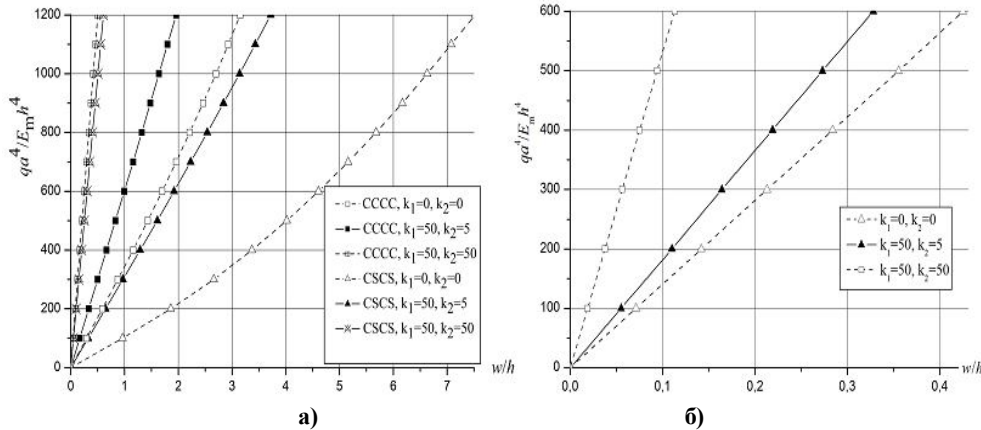 a)
qa⁴/Eₘh⁴
1200
1000
800
600
400
200
0
0
1
2
3
4
5
6
7
w/h
CCCC, k₁=0, k₂=0
CCCC, k₁=50, k₂=5
CCCC, k₁=50, k₂=50
CSCS, k₁=0, k₂=0
CSCS, k₁=50, k₂=5
CSCS, k₁=50, k₂=50
а)
qa⁴/Eₘh⁴
600
500
400
300
200
100
0
0,0
0,1
0,2
0,3
0,4
w/h
k₁=0, k₂=0
k₁=50, k₂=5
k₁=50, k₂=50
б)